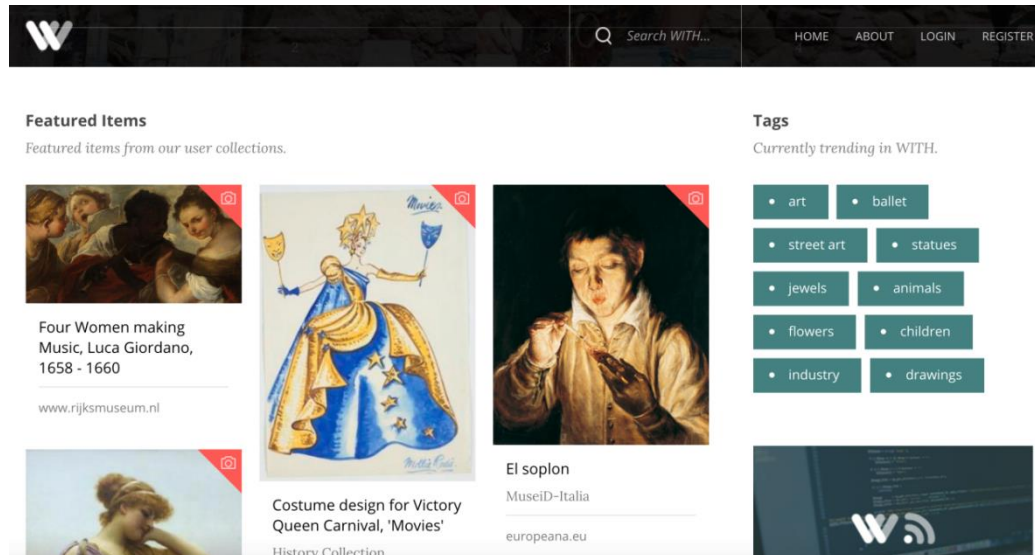 Search WITH...
HOME ABOUT LOGIN REGISTER
Featured Items
Featured items from our user collections.
Four Women making
Music, Luca Giordano,
1658 - 1660
www.rijksmuseum.nl
Movies
Costume design for Victory
Queen Carnival, 'Movies'
History Collection
El soplon
MuseiD-Italia
europeana.eu
Tags
Currently trending in WITH.
art ballet
street art statues
jewels animals
flowers children
industry drawings